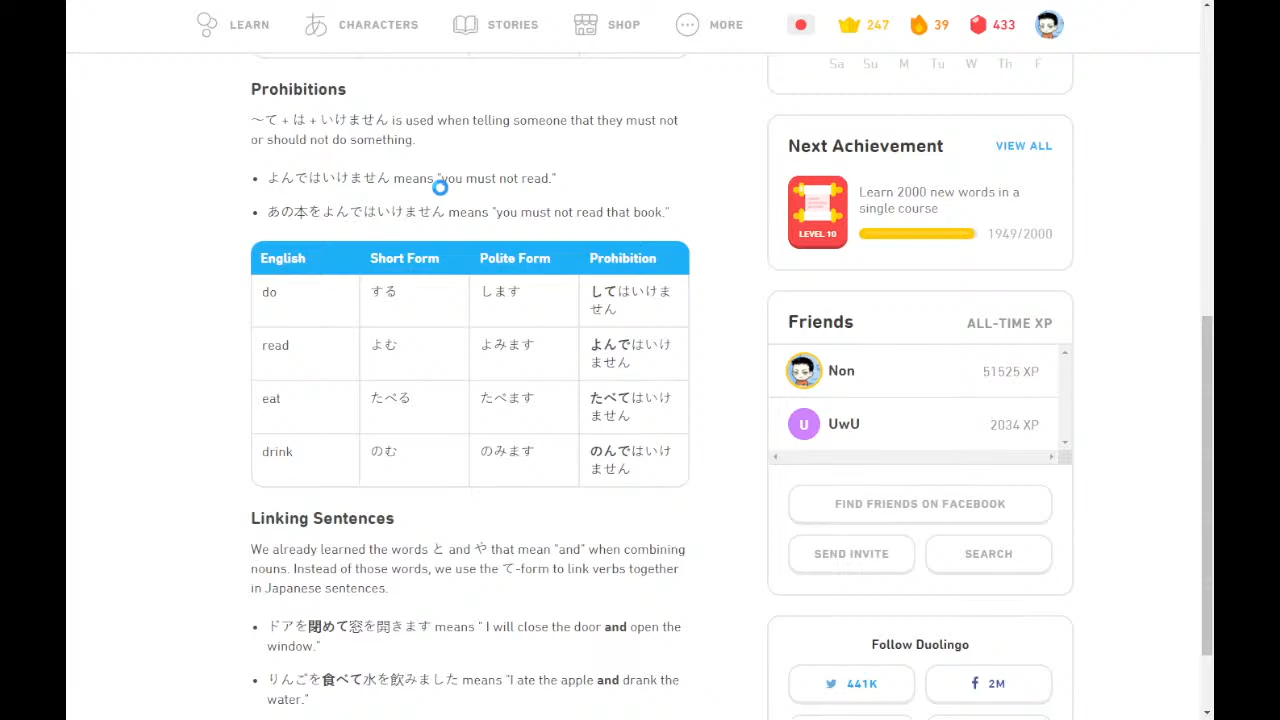 LEARN
CHARACTERS
STORIES
SHOP
MORE
247
39
433
Prohibitions
～て + は + いけません is used when telling someone that they must not
or should not do something.
• よんではいけません means "you must not read."
• あの本をよんではいけません means "you must not read that book."
English Short Form Polite Form Prohibition
do する します してはいけま
せん
read よむ よみます よんではいけ
ません
eat たべる たべます たべてはいけ
ません
drink のむ のみます のんではいけ
ません
Linking Sentences
We already learned the words と and や that mean "and" when combining
nouns. Instead of those words, we use the て-form to link verbs together
in Japanese sentences.
• ドアを閉めて窓を開きます means " I will close the door and open the
window."
• りんごを食べて水を飲みました means "I ate the apple and drank the
water."
Sa Su M Tu W Th F
Next Achievement
VIEW ALL
LEVEL 10
Learn 2000 new words in a
single course
1949/2000
Friends
ALL-TIME XP
Non
51525 XP
U
UwU
2034 XP
FIND FRIENDS ON FACEBOOK
SEND INVITE
SEARCH
Follow Duolingo
441K
2M